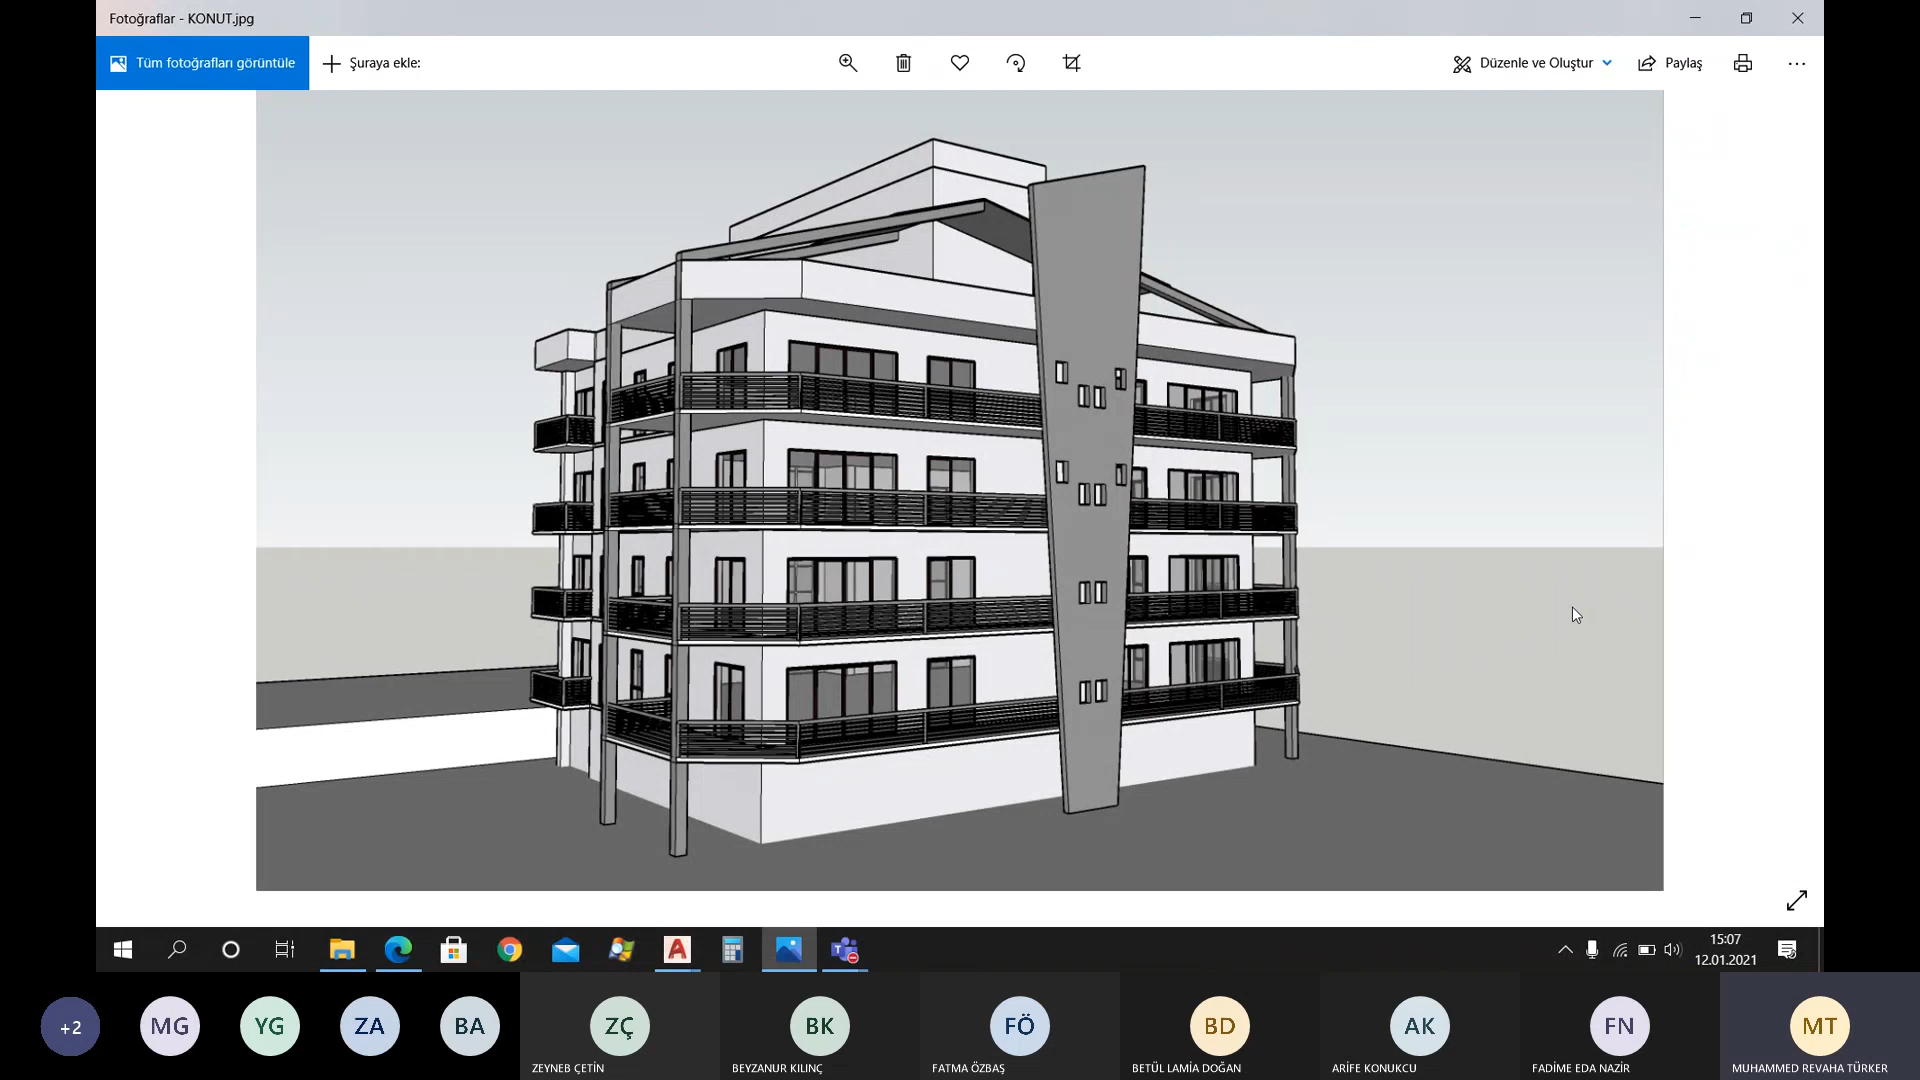 Fotoğraflar - KONUT.jpg
Tüm fotoğrafları görüntüle
Şuraya ekle:
Düzenle ve Oluştur
Paylaş
15:07
12.01.2021
+2
MG
YG
ZA
BA
ZÇ
BK
FÖ
BD
AK
FN
MT
ZEYNEB ÇETİN
BEYZANUR KILINÇ
FATMA ÖZBAŞ
BETÜL LAMİA DOĞAN
ARİFE KONUKCU
FADİME EDA NAZİR
MUHAMMED REVAHA TÜRKER